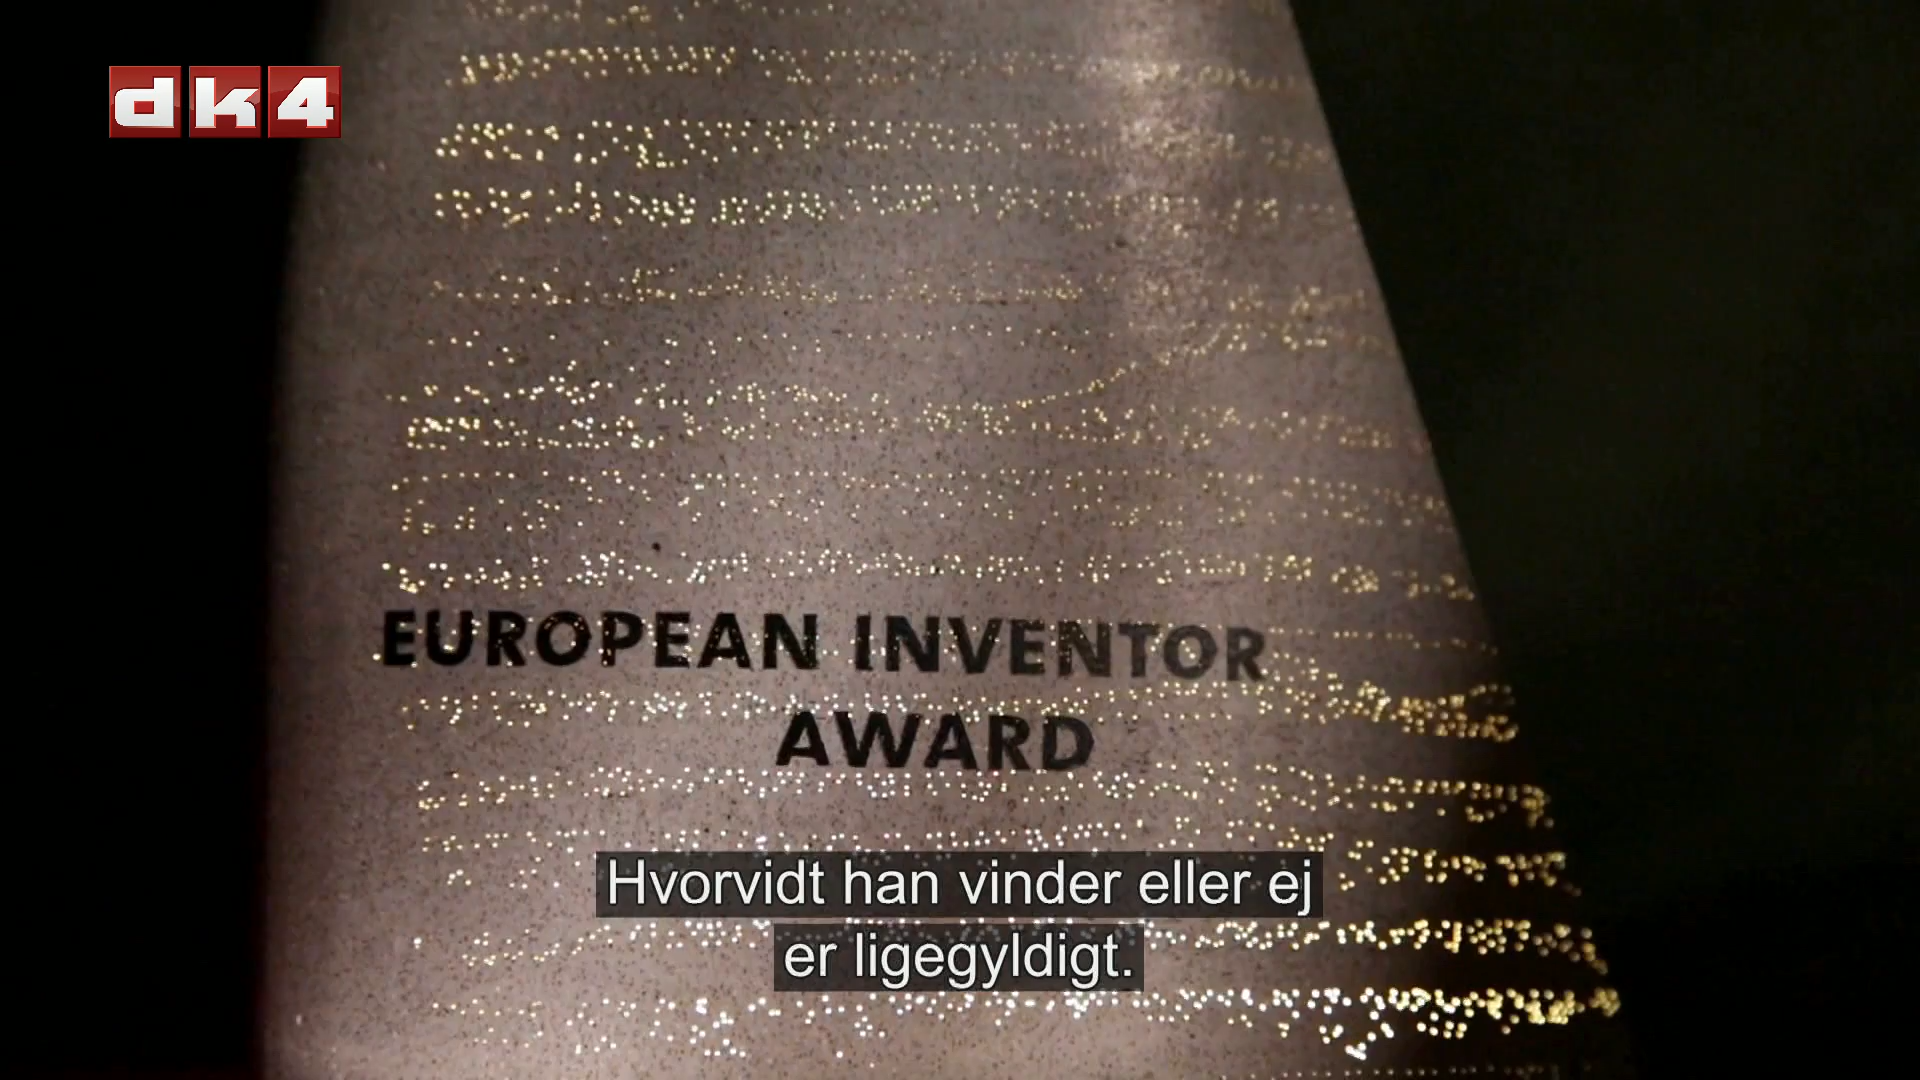 dk4
EUROPEAN INVENTOR
AWARD
Hvorvidt han vinder eller ej
er ligegyldigt.